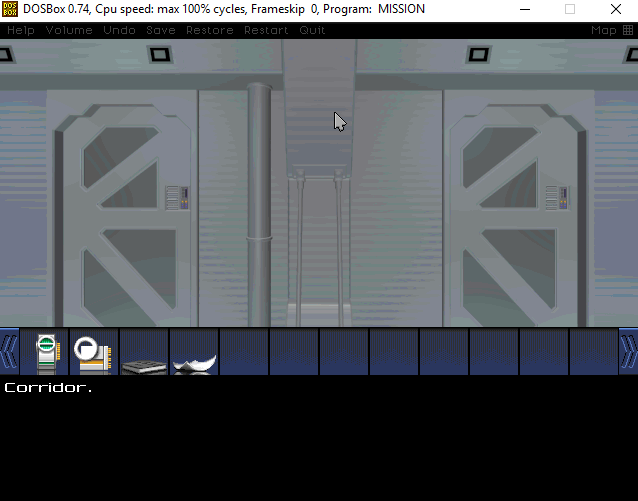 DOSBox 0.74, Cpu speed: max 100% cycles, Frameskip 0, Program: MISSION
Help Volume Undo Save Restore Restart Quit Map
Corridor.